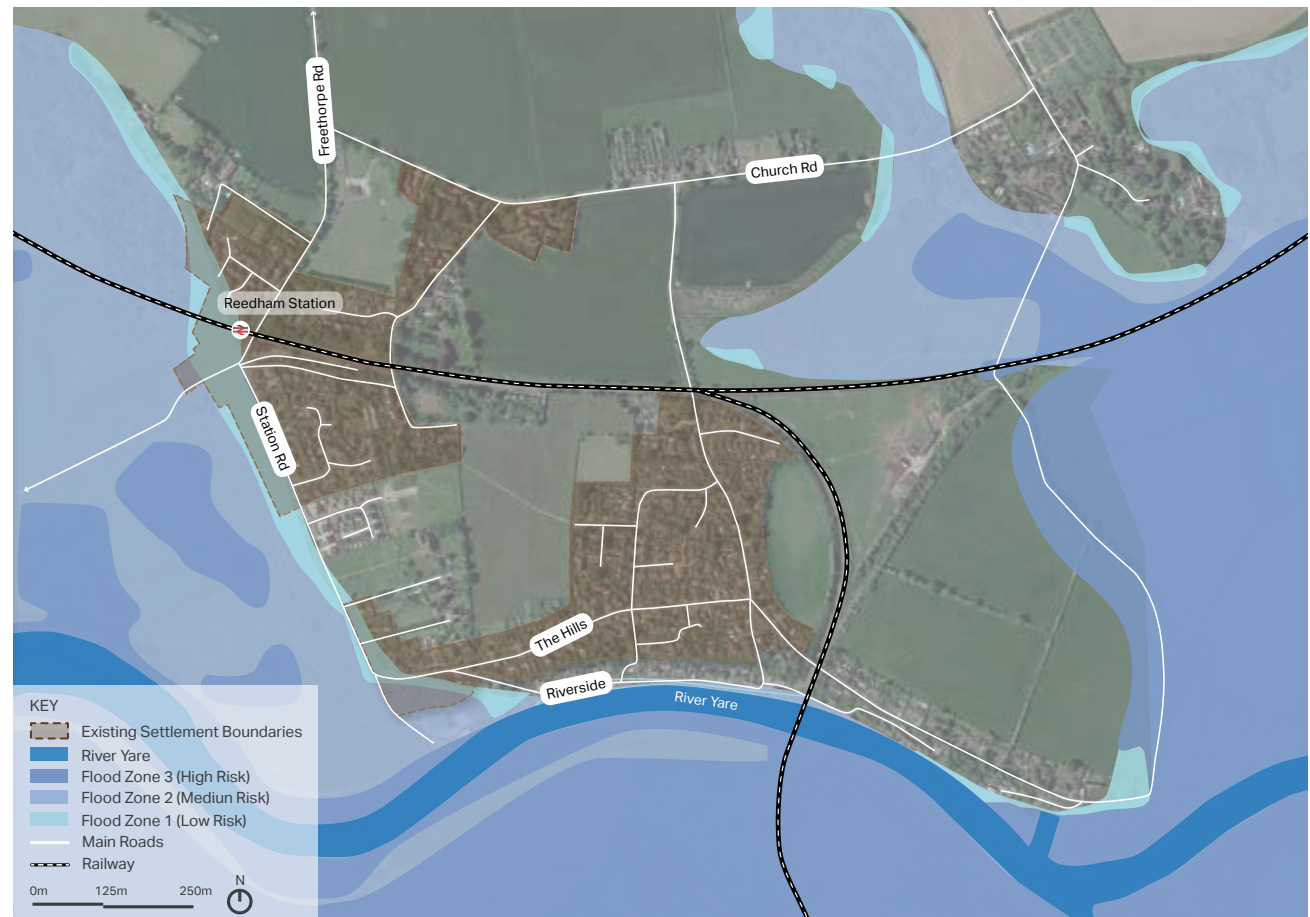 Freethorpe Rd
Church Rd
Reedham Station
Station Rd
The Hills
Riverside
River Yare
KEY
Existing Settlement Boundaries
River Yare
Flood Zone 3 (High Risk)
Flood Zone 2 (Mediun Risk)
Flood Zone 1 (Low Risk)
Main Roads
Railway
0m 125m 250m N